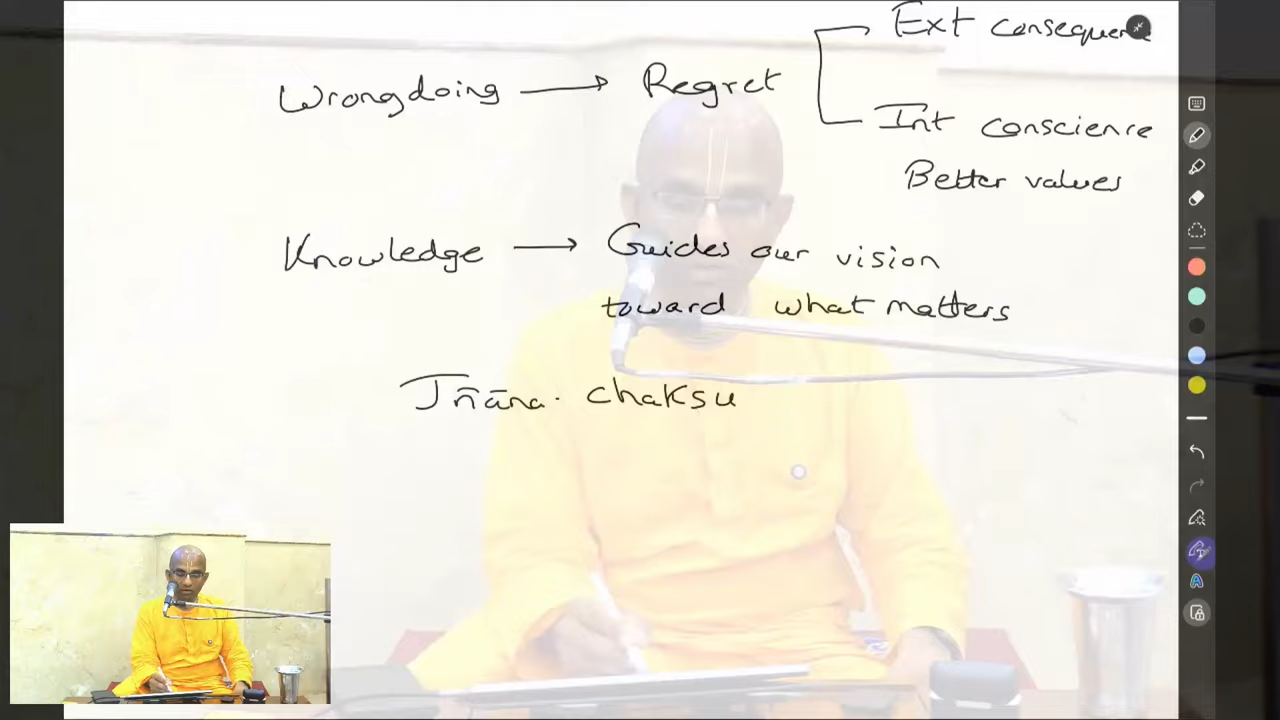 Ext consequence
Wrongdoing → Regret
Int conscience
Better values
Knowledge → Guides our vision
toward what matters
Jñāna. chaksu